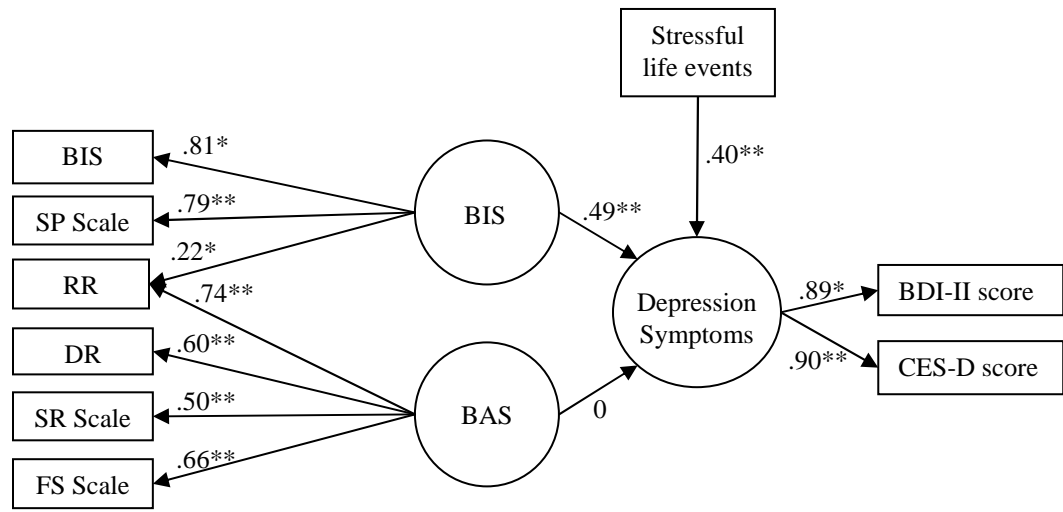 Stressful
life events
BIS
.81*
.40**
SP Scale
.79**
BIS
.49**
RR
.22*
.74**
Depression
Symptoms
.89*
BDI-II score
DR
.60**
.90**
CES-D score
SR Scale
.50**
BAS
0
FS Scale
.66**